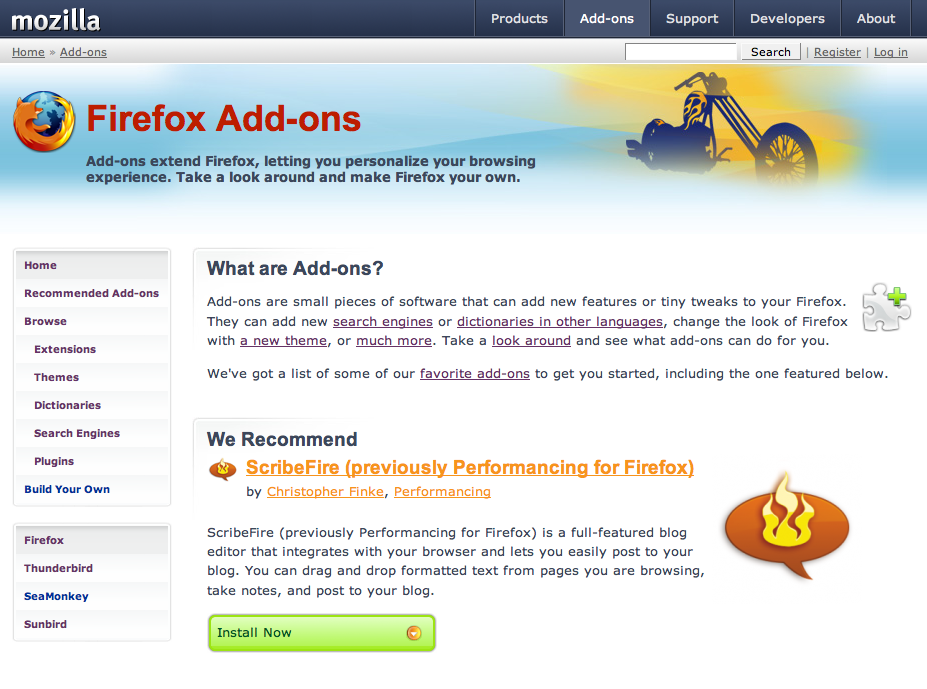 mozilla
Products Add-ons Support Developers About
Home » Add-ons
Search | Register | Log in
Firefox Add-ons
Add-ons extend Firefox, letting you personalize your browsing
experience. Take a look around and make Firefox your own.
Home
Recommended Add-ons
Browse
Extensions
Themes
Dictionaries
Search Engines
Plugins
Build Your Own
Firefox
Thunderbird
SeaMonkey
Sunbird
What are Add-ons?
Add-ons are small pieces of software that can add new features or tiny tweaks to your Firefox.
They can add new search engines or dictionaries in other languages, change the look of Firefox
with a new theme, or much more. Take a look around and see what add-ons can do for you.
We've got a list of some of our favorite add-ons to get you started, including the one featured below.
We Recommend
ScribeFire (previously Performancing for Firefox)
by Christopher Finke, Performancing
ScribeFire (previously Performancing for Firefox) is a full-featured blog
editor that integrates with your browser and lets you easily post to your
blog. You can drag and drop formatted text from pages you are browsing,
take notes, and post to your blog.
Install Now